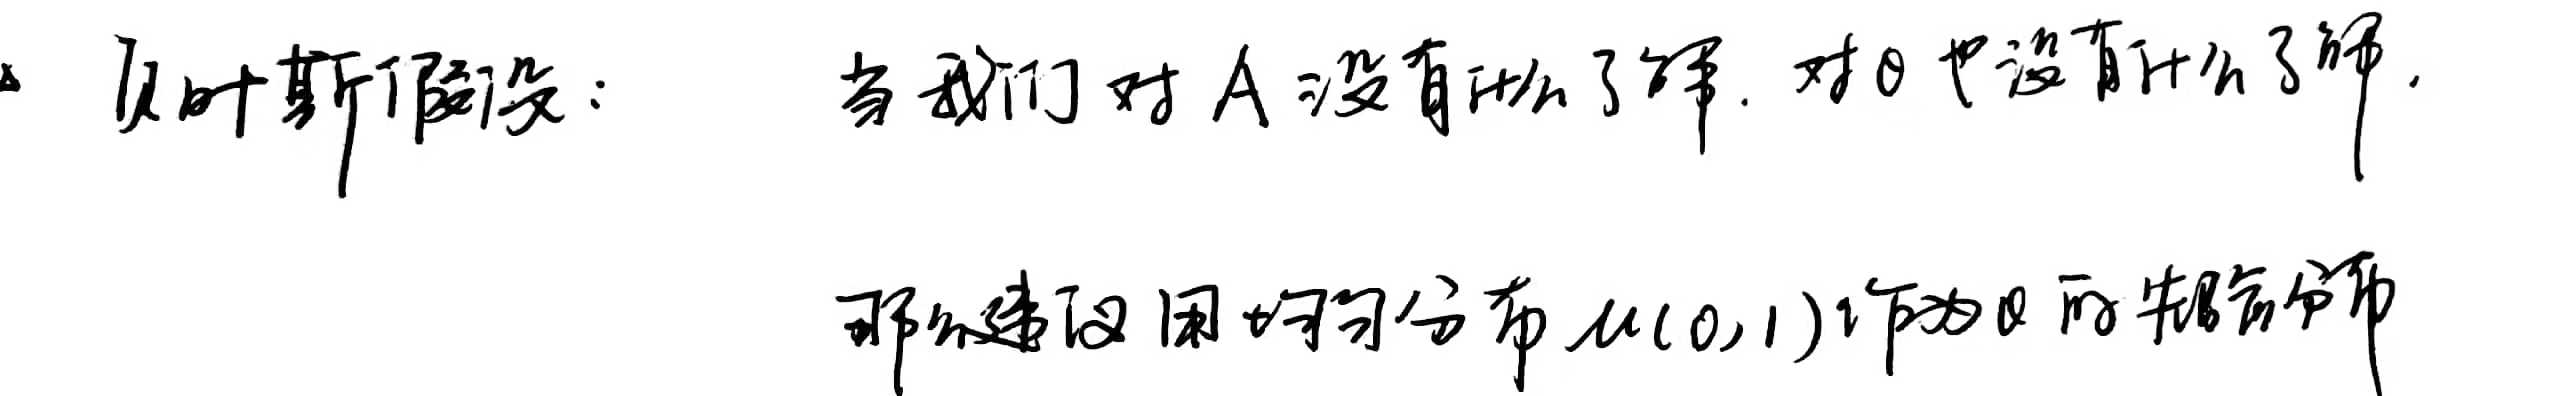 贝叶斯假设： 当我们对A没有什么了解．对θ也没有什么了解．
那么建议用均匀分布 U(0,1)作为θ的先验分布